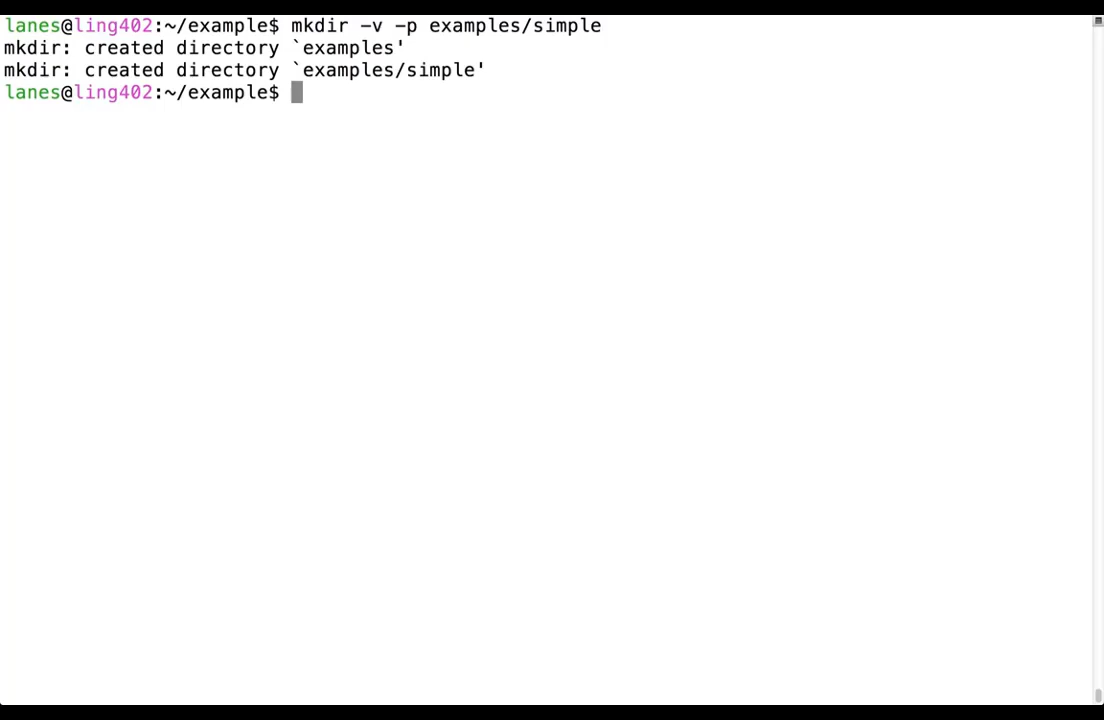 lanes@ling402:~/example$ mkdir -v -p examples/simple
mkdir: created directory `examples'
mkdir: created directory `examples/simple'
lanes@ling402:~/example$